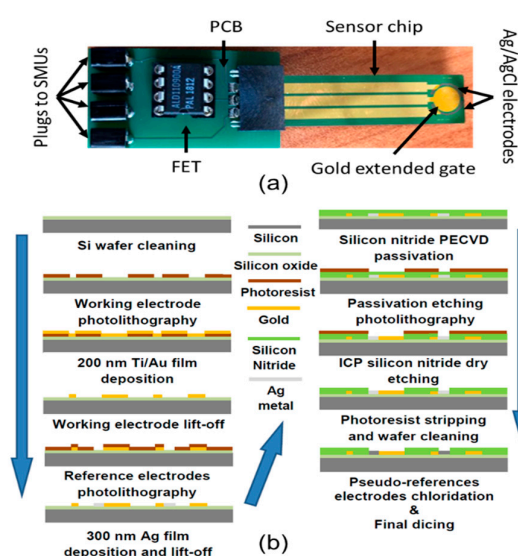 PCB
Sensor chip
Ag/AgCl
electrodes
Plugs to SMUs
ALD110900A
PAL 1812
FET
Gold extended gate
(a)
Si wafer cleaning
Working electrode
photolithography
200 nm Ti/Au film
deposition
Working electrode lift-off
Reference electrodes
photolithography
300 nm Ag film
deposition and lift-off
Silicon
Silicon oxide
Photoresist
Gold
Silicon
Nitride
Ag
metal
Silicon nitride PECVD
passivation
Passivation etching
photolithography
ICP silicon nitride dry
etching
Photoresist stripping
and wafer cleaning
Pseudo-references
electrodes chloridation
&
Final dicing
(b)